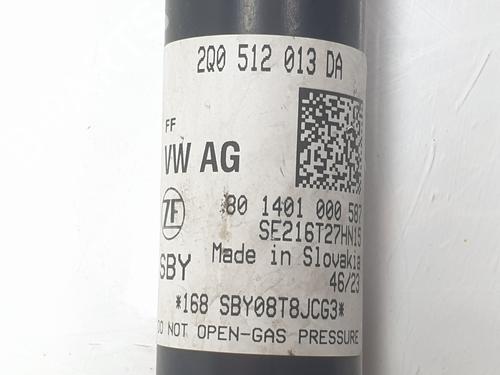 2Q0 512 013 DA
FF
VW AG
ZF
80 1401 000 587
SE216T27HN15
Made in Slovakia
SBY
46/23
*168 SBY08T8JCG3*
DO NOT OPEN-GAS PRESSURE